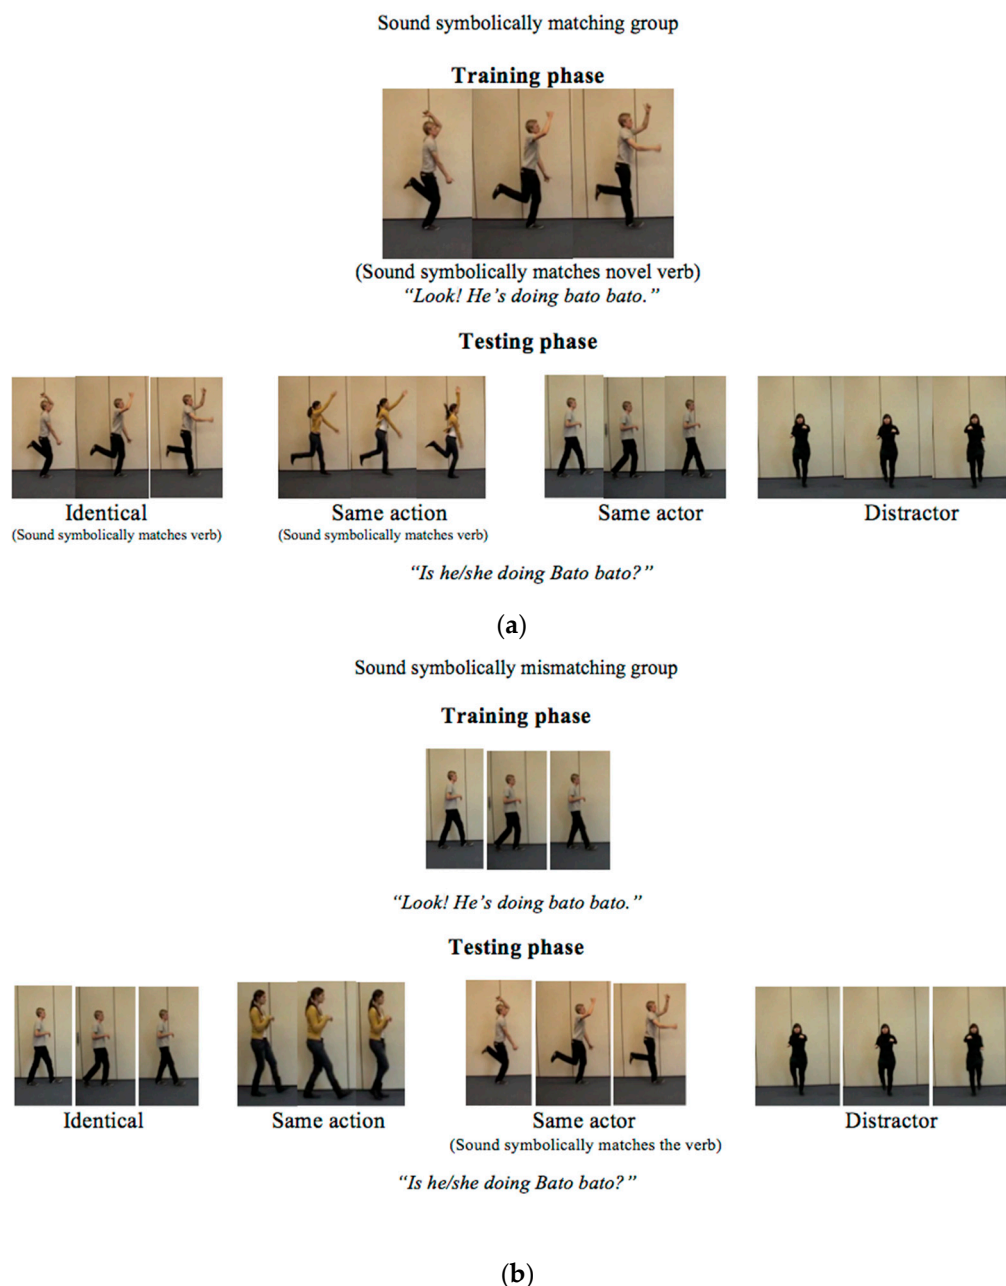 Sound symbolically matching group
Training phase
(Sound symbolically matches novel verb)
“Look! He’s doing bato bato.”
Testing phase
Identical
(Sound symbolically matches verb)
Same action
(Sound symbolically matches verb)
Same actor
Distractor
“Is he/she doing Bato bato?”
(a)
Sound symbolically mismatching group
Training phase
“Look! He’s doing bato bato.”
Testing phase
Identical
Same action
Same actor
(Sound symbolically matches the verb)
Distractor
“Is he/she doing Bato bato?”
(b)